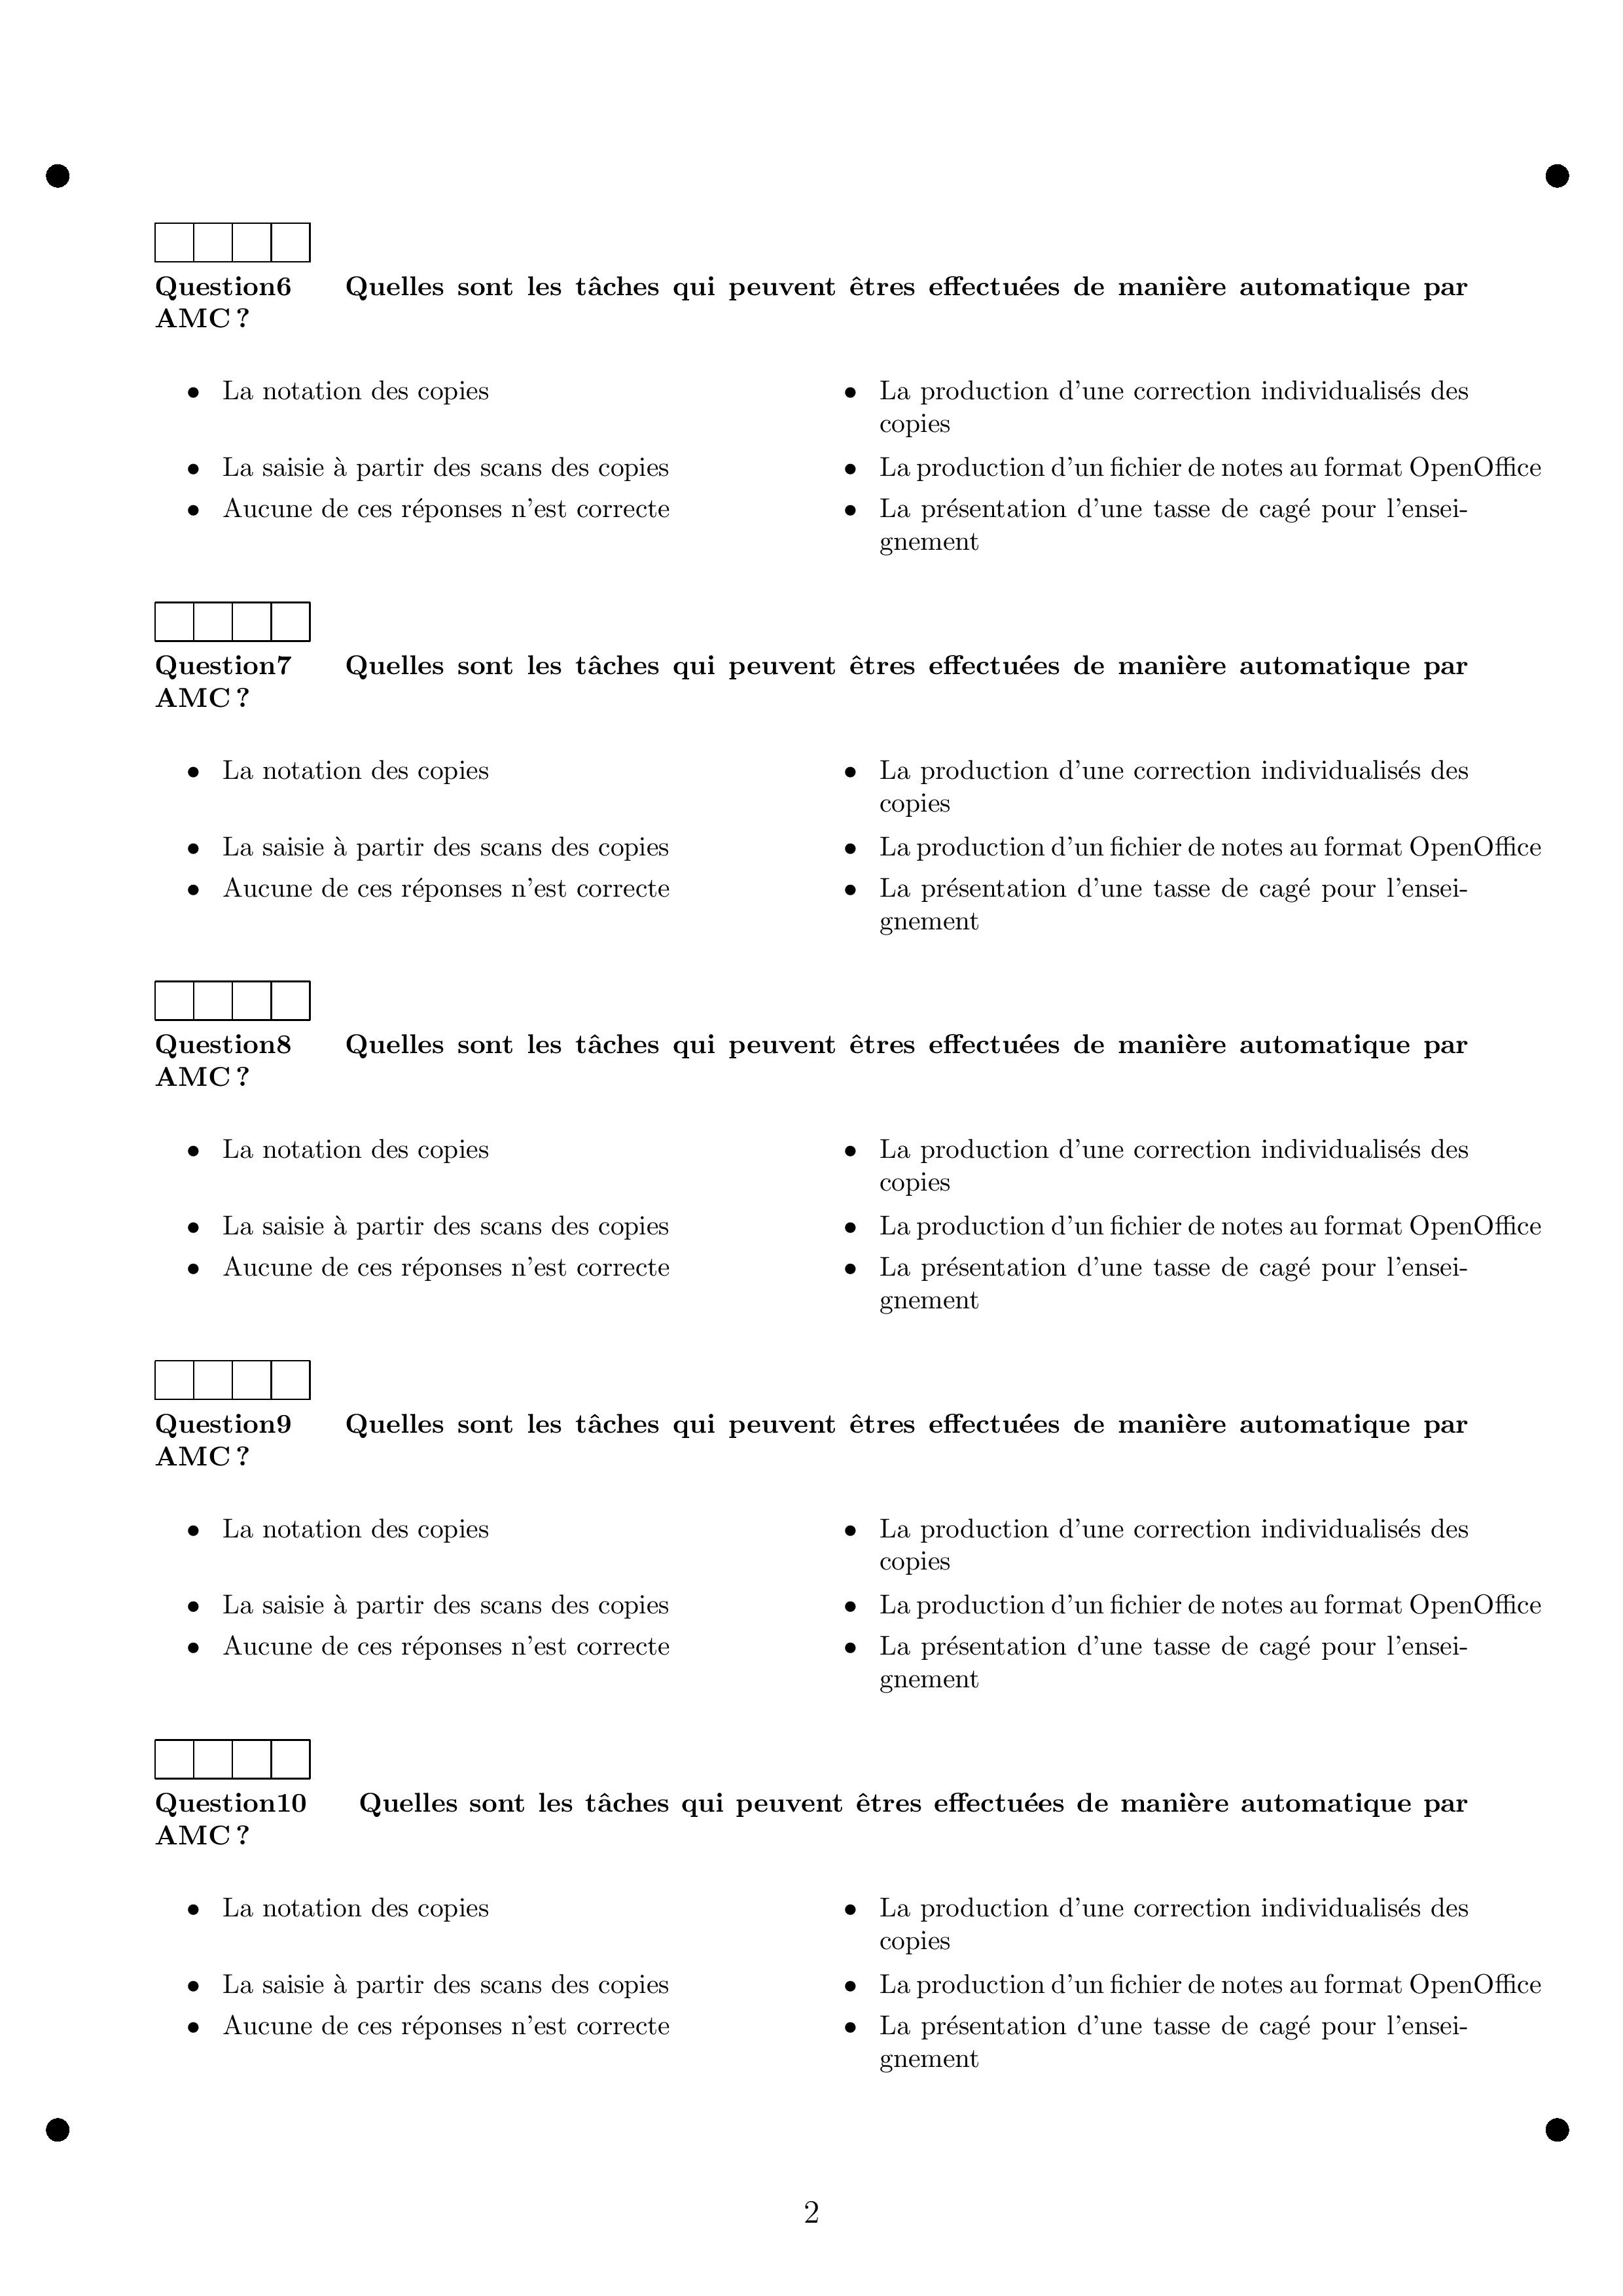 Question6 Quelles sont les tâches qui peuvent êtres effectuées de manière automatique par
AMC ?
• La notation des copies
• La production d'une correction individualisés des
copies
• La saisie à partir des scans des copies
• La production d'un fichier de notes au format OpenOffice
• Aucune de ces réponses n'est correcte
• La présentation d'une tasse de cagé pour l'ensei-
gnement
Question7 Quelles sont les tâches qui peuvent êtres effectuées de manière automatique par
AMC ?
• La notation des copies
• La production d'une correction individualisés des
copies
• La saisie à partir des scans des copies
• La production d'un fichier de notes au format OpenOffice
• Aucune de ces réponses n'est correcte
• La présentation d'une tasse de cagé pour l'ensei-
gnement
Question8 Quelles sont les tâches qui peuvent êtres effectuées de manière automatique par
AMC ?
• La notation des copies
• La production d'une correction individualisés des
copies
• La saisie à partir des scans des copies
• La production d'un fichier de notes au format OpenOffice
• Aucune de ces réponses n'est correcte
• La présentation d'une tasse de cagé pour l'ensei-
gnement
Question9 Quelles sont les tâches qui peuvent êtres effectuées de manière automatique par
AMC ?
• La notation des copies
• La production d'une correction individualisés des
copies
• La saisie à partir des scans des copies
• La production d'un fichier de notes au format OpenOffice
• Aucune de ces réponses n'est correcte
• La présentation d'une tasse de cagé pour l'ensei-
gnement
Question10 Quelles sont les tâches qui peuvent êtres effectuées de manière automatique par
AMC ?
• La notation des copies
• La production d'une correction individualisés des
copies
• La saisie à partir des scans des copies
• La production d'un fichier de notes au format OpenOffice
• Aucune de ces réponses n'est correcte
• La présentation d'une tasse de cagé pour l'ensei-
gnement
2